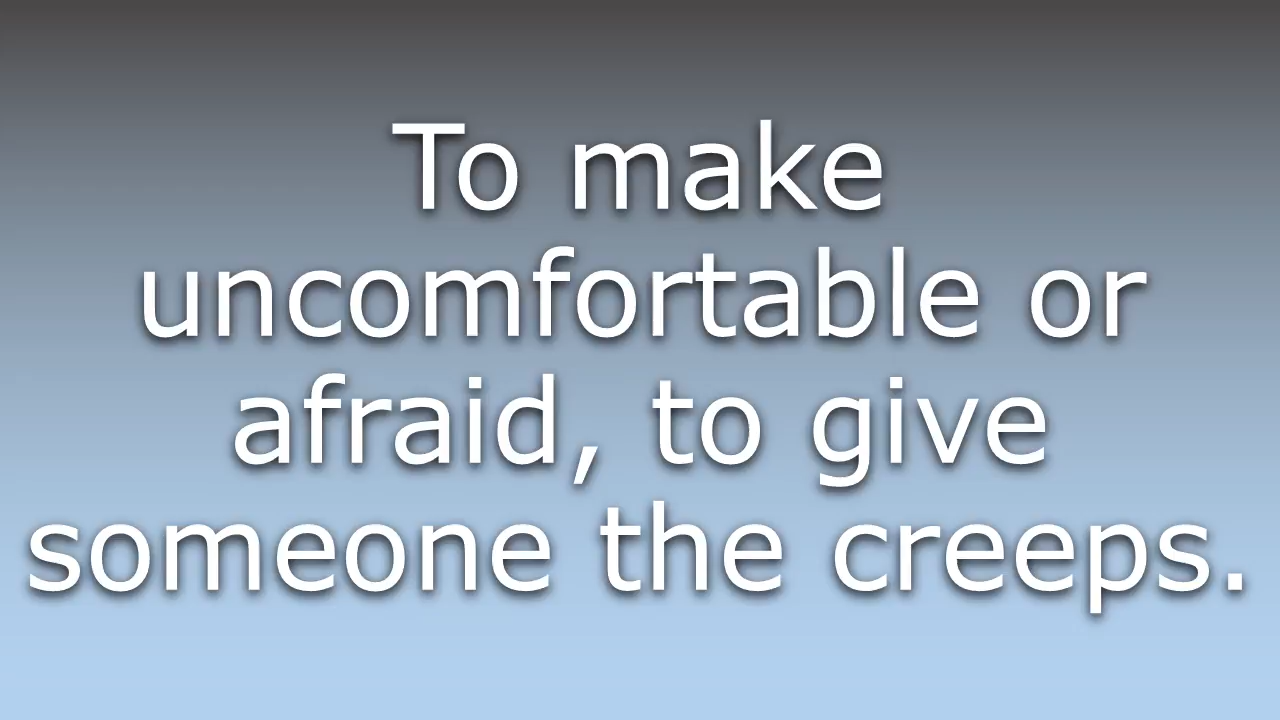 To make
uncomfortable or
afraid, to give
someone the creeps.